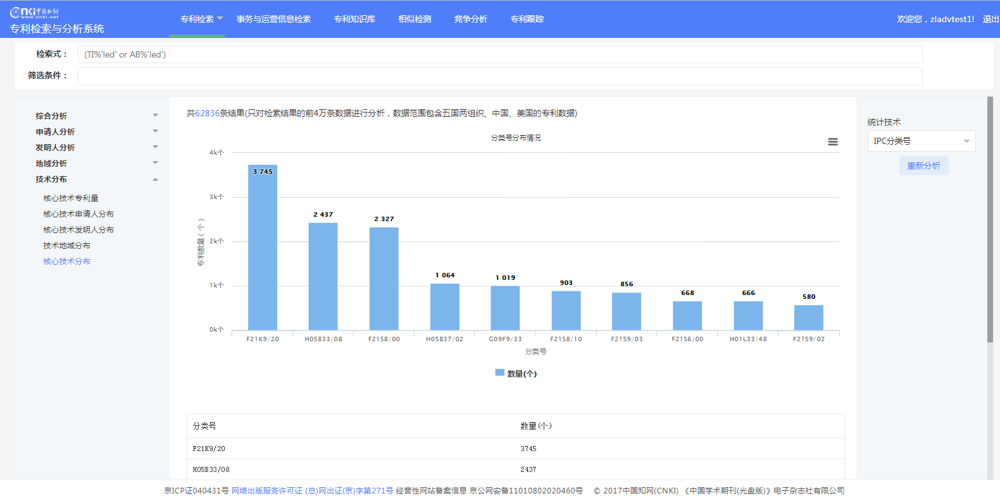 Cnki中国知网
www.cnki.net
专利检索与分析系统
专利检索 事务与运营信息检索 专利知识库 相似检测 竞争分析 专利跟踪
欢迎您，zladvtest1! 退出
检索式： (TI%'led' or AB%'led')
筛选条件：
综合分析
申请人分析
发明人分析
地域分析
技术分布
核心技术专利量
核心技术申请人分布
核心技术发明人分布
技术地域分布
核心技术分布
共62836条结果(只对检索结果的前4万条数据进行分析，数据范围包含五国两组织、中国、美国的专利数据)
分类号分布情况
专利数量(个)
4k个
3k个
2k个
1k个
0k个
3 745
2 437
2 327
1 064
1 019
903
856
668
666
580
F21K9/20 H05B33/08 F21S8/00 H05B37/02 G09F9/33 F21S8/10 F21S9/03 F21S6/00 H01L33/48 F21S9/02
分类号
数量(个)
分类号 数量(个)
F21K9/20 3745
H05B33/08 2437
统计技术
IPC分类号
重新分析
京ICP证040431号 网络出版服务许可证 (总)网出证(京)字第271号 经营性网站备案信息 京公网安备11010802020460号 © 2017中国知网(CNKI) 《中国学术期刊(光盘版)》电子杂志社有限公司